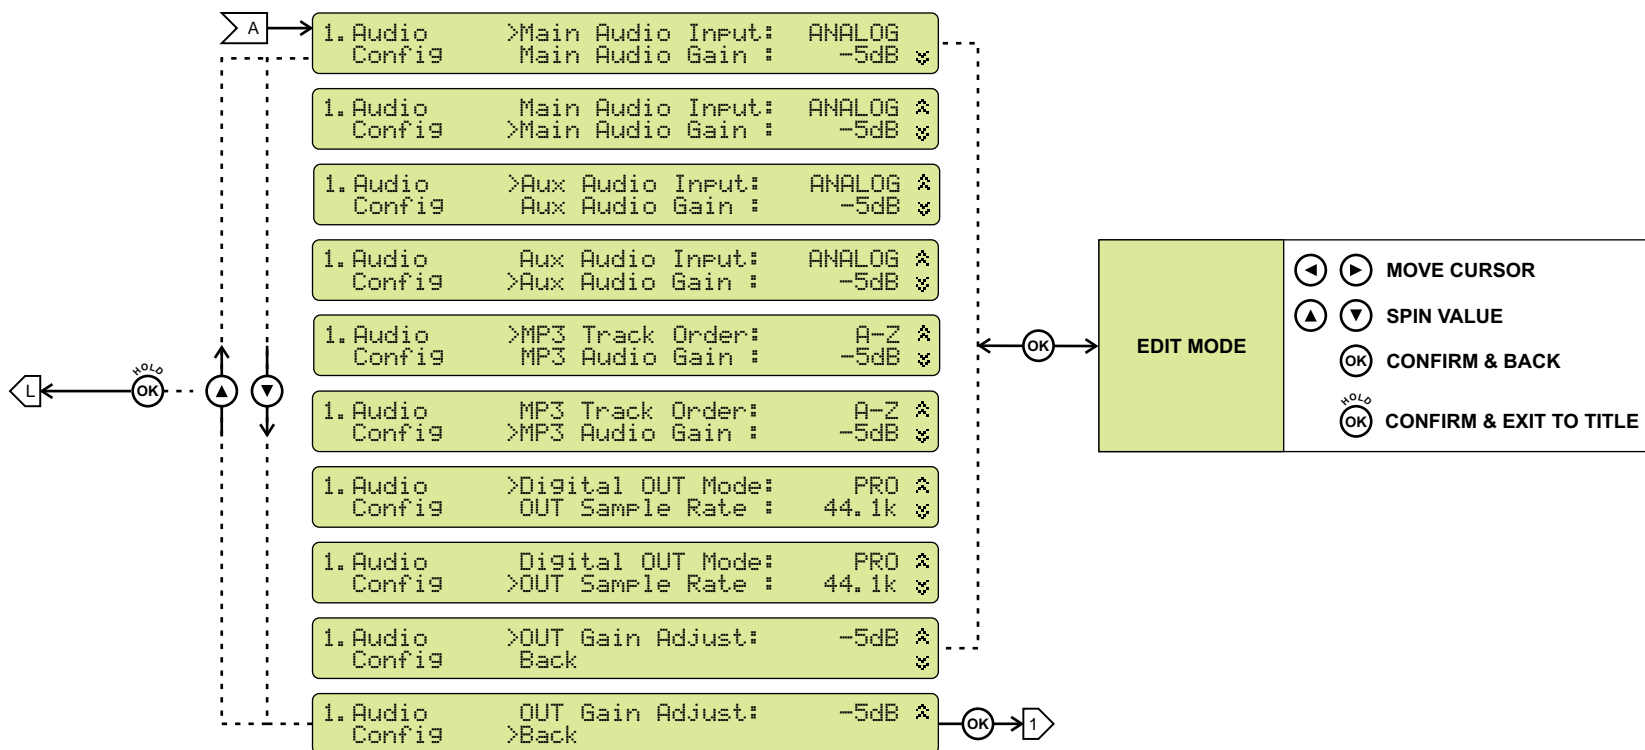 A
1.Audio >Main Audio Input: ANALOG
Config Main Audio Gain : -5dB
1.Audio Main Audio Input: ANALOG
Config >Main Audio Gain : -5dB
1.Audio >Aux Audio Input: ANALOG
Config Aux Audio Gain : -5dB
1.Audio Aux Audio Input: ANALOG
Config >Aux Audio Gain : -5dB
1.Audio >MP3 Track Order: A-Z
Config MP3 Audio Gain : -5dB
1.Audio MP3 Track Order: A-Z
Config >MP3 Audio Gain : -5dB
1.Audio >Digital OUT Mode: PRO
Config OUT Sample Rate : 44.1k
1.Audio Digital OUT Mode: PRO
Config >OUT Sample Rate : 44.1k
1.Audio >OUT Gain Adjust: -5dB
Config Back
1.Audio OUT Gain Adjust: -5dB
Config >Back
L
HOLD
OK
OK
1
OK
EDIT MODE
MOVE CURSOR
SPIN VALUE
OK CONFIRM & BACK
HOLD
OK CONFIRM & EXIT TO TITLE